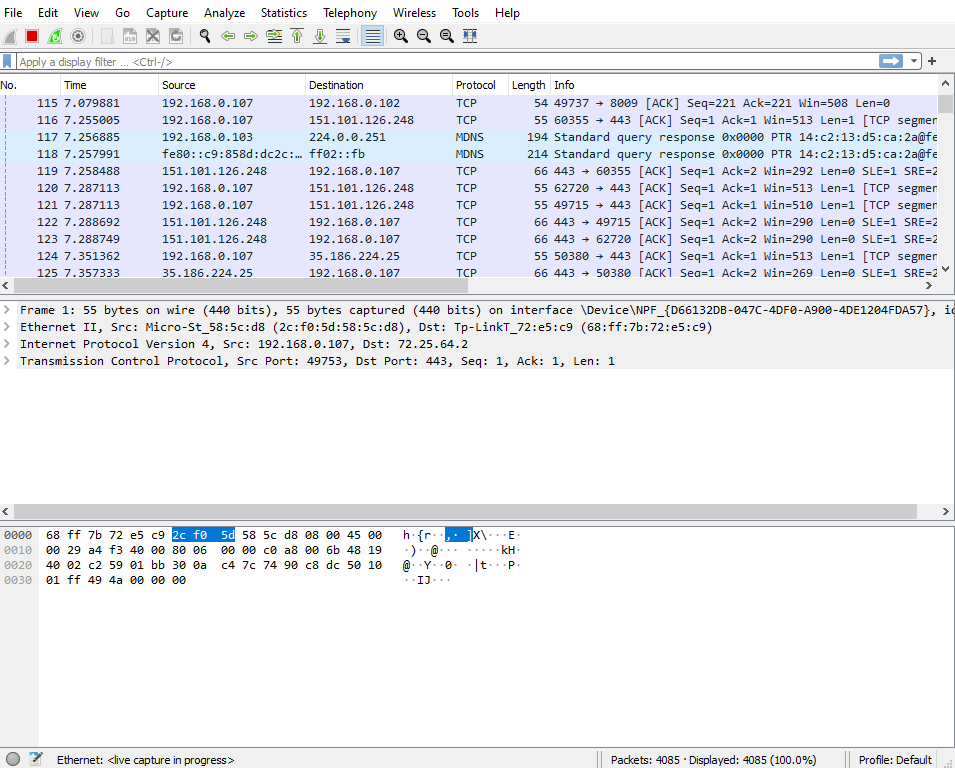 File Edit View Go Capture Analyze Statistics Telephony Wireless Tools Help
Apply a display filter ... <Ctrl-/>
No. Time Source Destination Protocol Length Info
115 7.079881 192.168.0.107 192.168.0.102 TCP 54 49737 → 8009 [ACK] Seq=221 Ack=221 Win=508 Len=0
116 7.255005 192.168.0.107 151.101.126.248 TCP 55 60355 → 443 [ACK] Seq=1 Ack=1 Win=513 Len=1 [TCP segmen
117 7.256885 192.168.0.103 224.0.0.251 MDNS 194 Standard query response 0x0000 PTR 14:c2:13:d5:ca:2a@fe
118 7.257991 fe80::c9:858d:dc2c:… ff02::fb MDNS 214 Standard query response 0x0000 PTR 14:c2:13:d5:ca:2a@fe
119 7.258488 151.101.126.248 192.168.0.107 TCP 66 443 → 60355 [ACK] Seq=1 Ack=2 Win=292 Len=0 SLE=1 SRE=2
120 7.287113 192.168.0.107 151.101.126.248 TCP 55 62720 → 443 [ACK] Seq=1 Ack=1 Win=513 Len=1 [TCP segmen
121 7.287113 192.168.0.107 151.101.126.248 TCP 55 49715 → 443 [ACK] Seq=1 Ack=1 Win=510 Len=1 [TCP segmen
122 7.288692 151.101.126.248 192.168.0.107 TCP 66 443 → 49715 [ACK] Seq=1 Ack=2 Win=290 Len=0 SLE=1 SRE=2
123 7.288749 151.101.126.248 192.168.0.107 TCP 66 443 → 62720 [ACK] Seq=1 Ack=2 Win=290 Len=0 SLE=1 SRE=2
124 7.351362 192.168.0.107 35.186.224.25 TCP 55 50380 → 443 [ACK] Seq=1 Ack=1 Win=513 Len=1 [TCP segmen
125 7.357333 35.186.224.25 192.168.0.107 TCP 66 443 → 50380 [ACK] Seq=1 Ack=2 Win=269 Len=0 SLE=1 SRE=2
Frame 1: 55 bytes on wire (440 bits), 55 bytes captured (440 bits) on interface \Device\NPF_{D66132DB-047C-4DF0-A900-4DE1204FDA57}, id
Ethernet II, Src: Micro-St_58:5c:d8 (2c:f0:5d:58:5c:d8), Dst: Tp-LinkT_72:e5:c9 (68:ff:7b:72:e5:c9)
Internet Protocol Version 4, Src: 192.168.0.107, Dst: 72.25.64.2
Transmission Control Protocol, Src Port: 49753, Dst Port: 443, Seq: 1, Ack: 1, Len: 1
0000 68 ff 7b 72 e5 c9 2c f0 5d 58 5c d8 08 00 45 00 h·{r··,·]X\···E·
0010 00 29 a4 f3 40 00 80 06 00 00 c0 a8 00 6b 48 19 ·)··@··· ·····kH·
0020 40 02 c2 59 01 bb 30 0a c4 7c 74 90 c8 dc 50 10 @··Y··0· ·|t···P·
0030 01 ff 49 4a 00 00 00 ··IJ···
Ethernet: <live capture in progress> Packets: 4085 · Displayed: 4085 (100.0%) Profile: Default